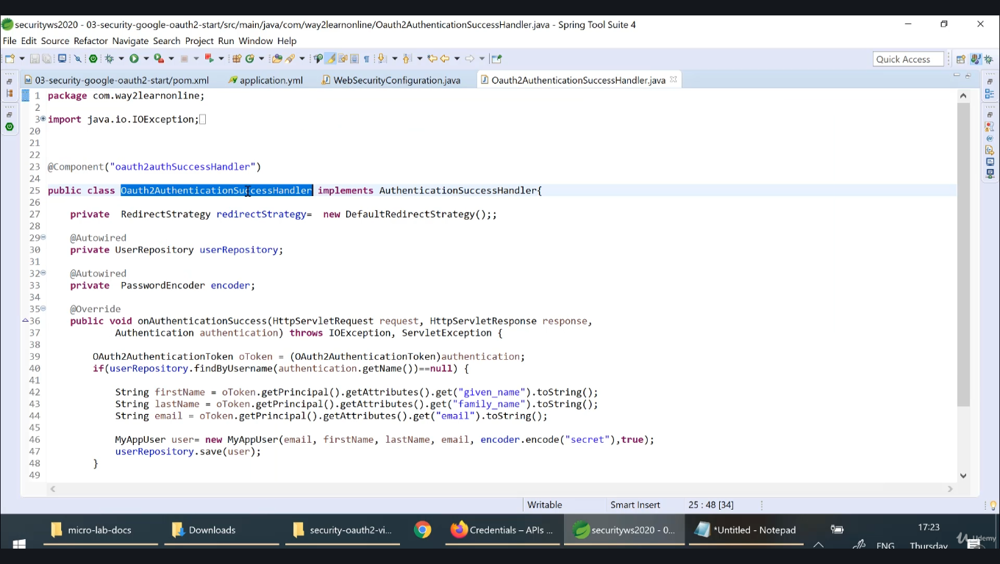 securityws2020 - 03-security-google-oauth2-start/src/main/java/com/way2learnonline/Oauth2AuthenticationSuccessHandler.java - Spring Tool Suite 4
File Edit Source Refactor Navigate Search Project Run Window Help
Quick Access
03-security-google-oauth2-start/pom.xml application.yml WebSecurityConfiguration.java Oauth2AuthenticationSuccessHandler.java
1 package com.way2learnonline;
2
3 import java.io.IOException;
20
21
22
23 @Component("oauth2authSuccessHandler")
24
25 public class Oauth2AuthenticationSuccessHandler implements AuthenticationSuccessHandler{
26
27 private RedirectStrategy redirectStrategy= new DefaultRedirectStrategy();;
28
29 @Autowired
30 private UserRepository userRepository;
31
32 @Autowired
33 private PasswordEncoder encoder;
34
35 @Override
36 public void onAuthenticationSuccess(HttpServletRequest request, HttpServletResponse response,
37 Authentication authentication) throws IOException, ServletException {
38
39 OAuth2AuthenticationToken oToken = (OAuth2AuthenticationToken)authentication;
40 if(userRepository.findByUsername(authentication.getName())==null) {
41
42 String firstName = oToken.getPrincipal().getAttributes().get("given_name").toString();
43 String lastName = oToken.getPrincipal().getAttributes().get("family_name").toString();
44 String email = oToken.getPrincipal().getAttributes().get("email").toString();
45
46 MyAppUser user= new MyAppUser(email, firstName, lastName, email, encoder.encode("secret"),true);
47 userRepository.save(user);
48 }
49
Writable Smart Insert 25 : 48 [34]
micro-lab-docs Downloads security-oauth2-vi... Credentials – APIs ... securityws2020 - 0... *Untitled - Notepad
17:23
ENG Thursday
Udemy